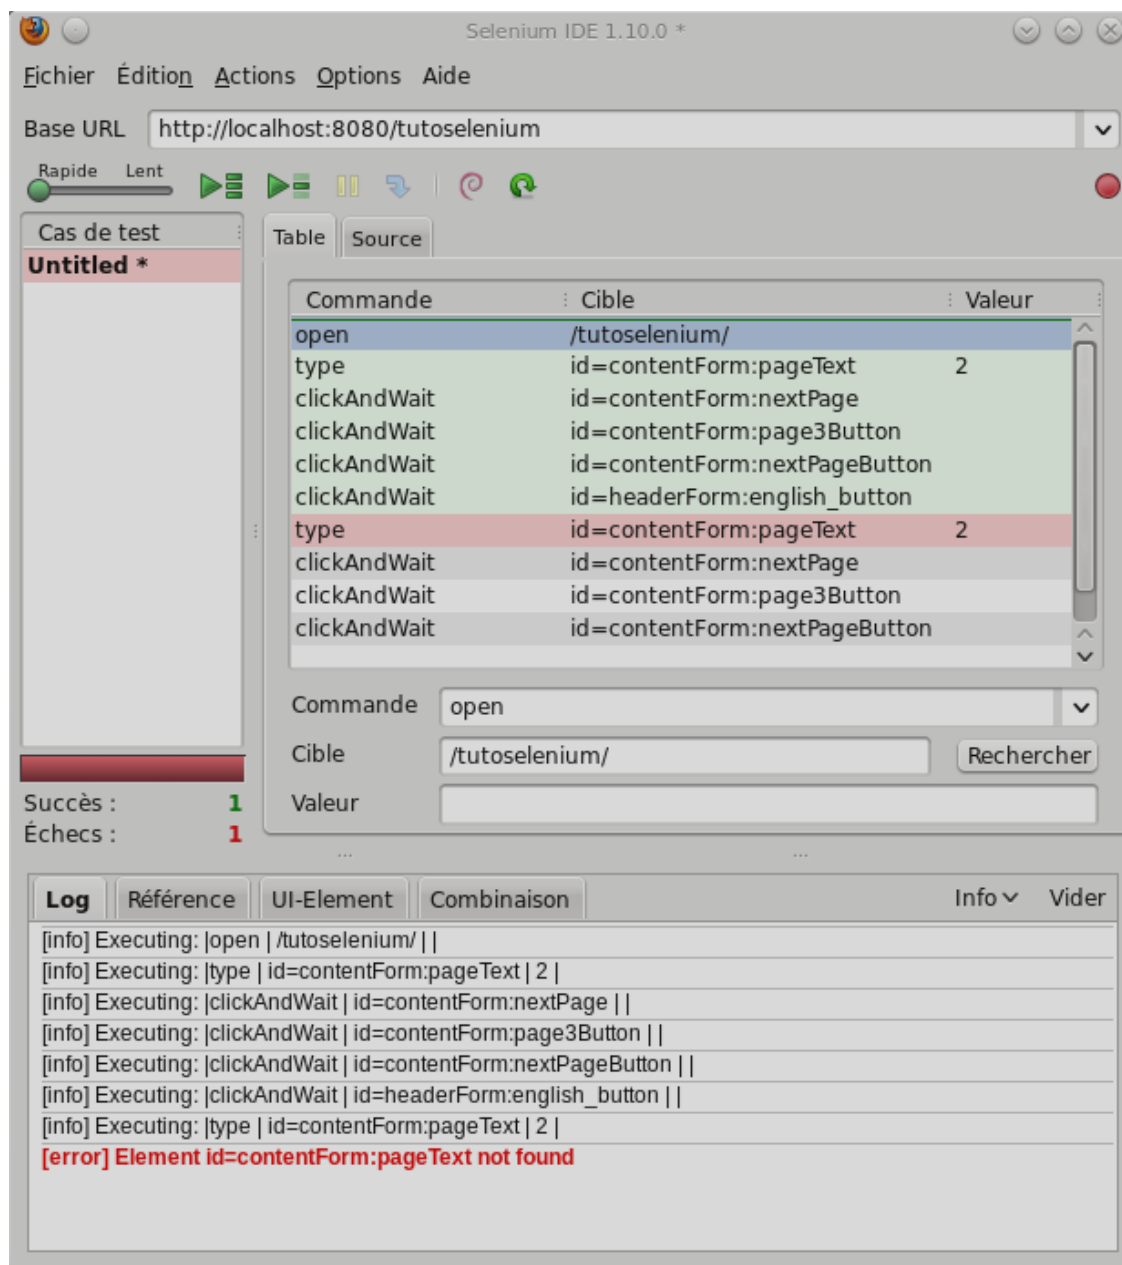 Selenium IDE 1.10.0 *
Fichier Édition Actions Options Aide
Base URL http://localhost:8080/tutoselenium
Rapide Lent
Cas de test
Untitled *
Table Source
Commande Cible Valeur
open /tutoselenium/
type id=contentForm:pageText 2
clickAndWait id=contentForm:nextPage
clickAndWait id=contentForm:page3Button
clickAndWait id=contentForm:nextPageButton
clickAndWait id=headerForm:english_button
type id=contentForm:pageText 2
clickAndWait id=contentForm:nextPage
clickAndWait id=contentForm:page3Button
clickAndWait id=contentForm:nextPageButton
Commande open
Cible /tutoselenium/ Rechercher
Valeur
Succès : 1
Échecs : 1
Log Référence UI-Element Combinaison Info Vider
[info] Executing: |open | /tutoselenium/ | |
[info] Executing: |type | id=contentForm:pageText | 2 |
[info] Executing: |clickAndWait | id=contentForm:nextPage | |
[info] Executing: |clickAndWait | id=contentForm:page3Button | |
[info] Executing: |clickAndWait | id=contentForm:nextPageButton | |
[info] Executing: |clickAndWait | id=headerForm:english_button | |
[info] Executing: |type | id=contentForm:pageText | 2 |
[error] Element id=contentForm:pageText not found